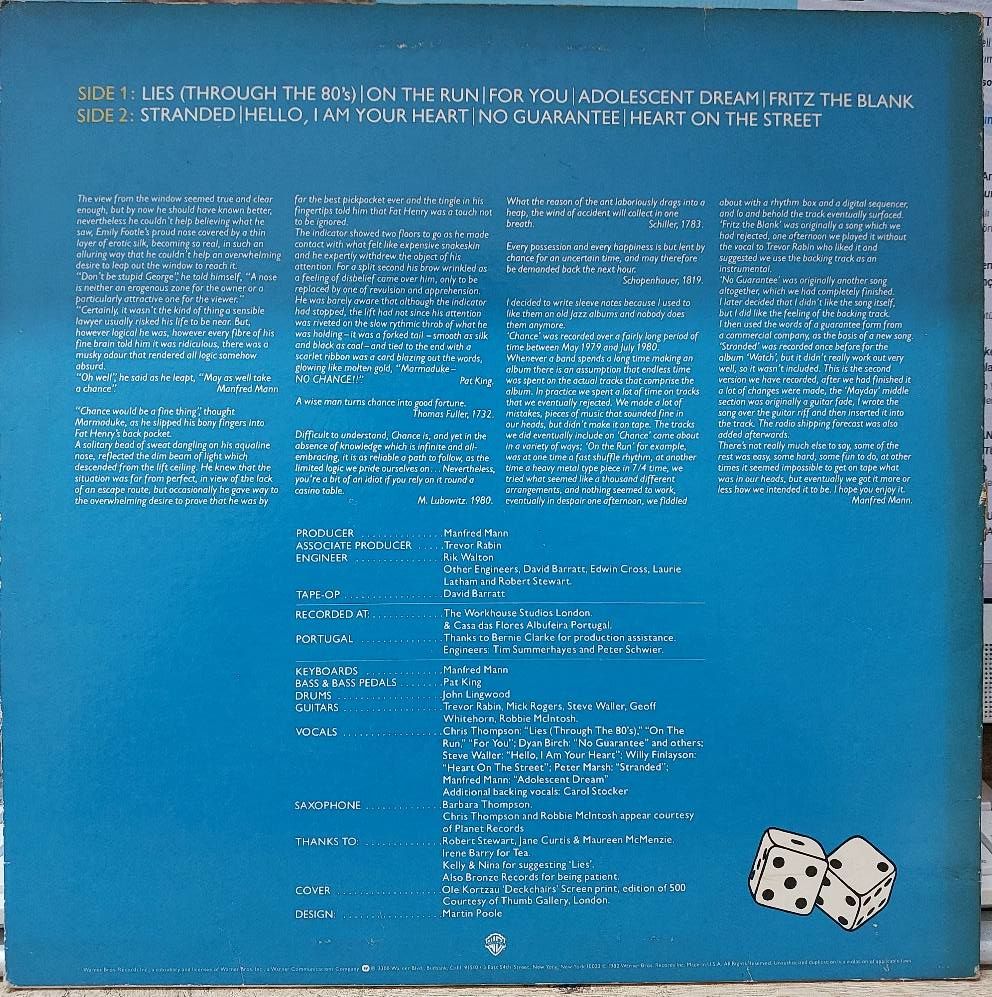 SIDE 1: LIES (THROUGH THE 80's)|ON THE RUN|FOR YOU|ADOLESCENT DREAM|FRITZ THE BLANK
SIDE 2: STRANDED|HELLO, I AM YOUR HEART|NO GUARANTEE|HEART ON THE STREET
The view from the window seemed true and clear
enough, but by now he should have known better,
nevertheless he couldn't help believing what he
saw, Emily Footle's proud nose covered by a thin
layer of erotic silk, becoming so real, in such an
alluring way that he couldn't help an overwhelming
desire to leap out the window to reach it.
"Don't be stupid George", he told himself, "A nose
is neither an erogenous zone for the owner or a
particularly attractive one for the viewer."
"Certainly, it wasn't the kind of thing a sensible
lawyer usually risked his life to be near. But,
however logical he was, however every fibre of his
fine brain told him it was ridiculous, there was a
musky odour that rendered all logic somehow
absurd.
"Oh well", he said as he leapt, "May as well take
a chance". Manfred Mann
"Chance would be a fine thing", thought
Marmaduke, as he slipped his bony fingers into
Fat Henry's back pocket.
A solitary bead of sweat dangling on his aqualine
nose, reflected the dim beam of light which
descended from the lift ceiling. He knew that the
situation was far from perfect, in view of the lack
of an escape route, but occasionally he gave way to
the overwhelming desire to prove that he was by
far the best pickpocket ever and the tingle in his
fingertips told him that Fat Henry was a touch not
to be ignored.
The indicator showed two floors to go as he made
contact with what felt like expensive snakeskin
and he expertly withdrew the object of his
attention. For a split second his brow wrinkled as
a feeling of disbelief came over him, only to be
replaced by one of revulsion and apprehension.
He was barely aware that although the indicator
had stopped, the lift had not since his attention
was riveted on the slow rythmic throb of what he
was holding – it was a forked tail – smooth as silk
and black as coal – and tied to the end with a
scarlet ribbon was a card blazing out the words,
glowing like molten gold, "Marmaduke –
NO CHANCE!!" Pat King.
A wise man turns chance into good fortune.
Thomas Fuller, 1732.
Difficult to understand, Chance is, and yet in the
absence of knowledge which is infinite and all-
embracing, it is as reliable a path to follow, as the
limited logic we pride ourselves on... Nevertheless,
you're a bit of an idiot if you rely on it round a
casino table.
M. Lubowitz. 1980.
What the reason of the ant laboriously drags into a
heap, the wind of accident will collect in one
breath. Schiller, 1783.
Every possession and every happiness is but lent by
chance for an uncertain time, and may therefore
be demanded back the next hour.
Schopenhauer, 1819.
I decided to write sleeve notes because I used to
like them on old Jazz albums and nobody does
them anymore.
'Chance' was recorded over a fairly long period of
time between May 1979 and July 1980.
Whenever a band spends a long time making an
album there is an assumption that endless time
was spent on the actual tracks that comprise the
album. In practice we spent a lot of time on tracks
that we eventually rejected. We made a lot of
mistakes, pieces of music that sounded fine in
our heads, but didn't make it on tape. The tracks
we did eventually include on 'Chance' came about
in a variety of ways; 'On the Run' for example,
was at one time a fast shuffle rhythm, at another
time a heavy metal type piece in 7/4 time, we
tried what seemed like a thousand different
arrangements, and nothing seemed to work,
eventually in despair one afternoon, we fiddled
about with a rhythm box and a digital sequencer,
and lo and behold the track eventually surfaced.
'Fritz the Blank' was originally a song which we
had rejected, one afternoon we played it without
the vocal to Trevor Rabin who liked it and
suggested we use the backing track as an
instrumental.
'No Guarantee' was originally another song
altogether, which we had completely finished.
I later decided that I didn't like the song itself,
but I did like the feeling of the backing track.
I then used the words of a guarantee form from
a commercial company, as the basis of a new song.
'Stranded' was recorded once before for the
album 'Watch', but it didn't really work out very
well, so it wasn't included. This is the second
version we have recorded, after we had finished it
a lot of changes were made, the 'Mayday' middle
section was originally a guitar fade, I wrote the
song over the guitar riff and then inserted it into
the track. The radio shipping forecast was also
added afterwards.
There's not really much else to say, some of the
rest was easy, some hard, some fun to do, at other
times it seemed impossible to get on tape what
was in our heads, but eventually we got it more or
less how we intended it to be. I hope you enjoy it.
Manfred Mann.
PRODUCER .............. Manfred Mann
ASSOCIATE PRODUCER ..... Trevor Rabin
ENGINEER ............... Rik Walton
Other Engineers, David Barratt, Edwin Cross, Laurie
Latham and Robert Stewart.
TAPE-OP ................. David Barratt
RECORDED AT: ............ The Workhouse Studios London.
& Casa das Flores Albufeira Portugal.
PORTUGAL ............... Thanks to Bernie Clarke for production assistance.
Engineers: Tim Summerhayes and Peter Schwier.
KEYBOARDS .............. Manfred Mann
BASS & BASS PEDALS ....... Pat King
DRUMS .................. John Lingwood
GUITARS ................. Trevor Rabin, Mick Rogers, Steve Waller, Geoff
Whitehorn, Robbie McIntosh.
VOCALS .................. Chris Thompson: "Lies (Through The 80's)," "On The
Run," "For You"; Dyan Birch: "No Guarantee" and others;
Steve Waller: "Hello, I Am Your Heart"; Willy Finlayson:
"Heart On The Street"; Peter Marsh: "Stranded";
Manfred Mann: "Adolescent Dream"
Additional backing vocals: Carol Stocker
SAXOPHONE ............. Barbara Thompson.
Chris Thompson and Robbie McIntosh appear courtesy
of Planet Records
THANKS TO: .............. Robert Stewart, Jane Curtis & Maureen McMenzie.
Irene Barry for Tea.
Kelly & Nina for suggesting 'Lies'.
Also Bronze Records for being patient.
COVER .................. Ole Kortzau 'Deckchairs' Screen print, edition of 500
Courtesy of Thumb Gallery, London.
DESIGN: ................. Martin Poole